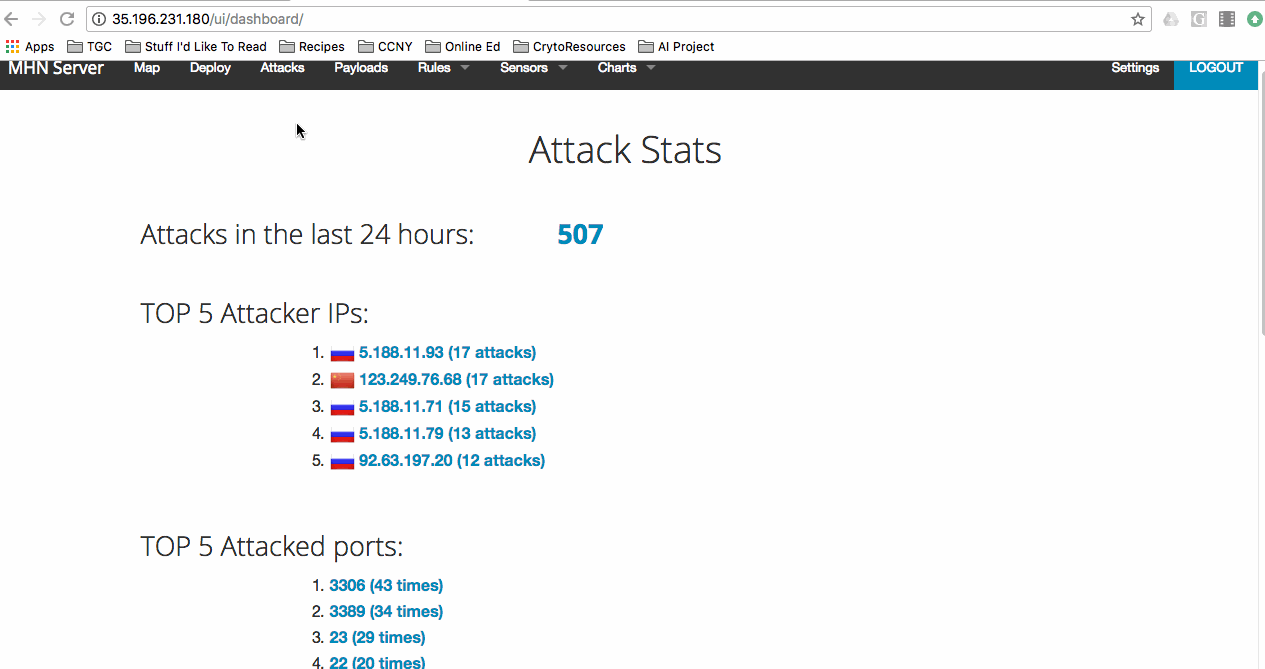 35.196.231.180/ui/dashboard/
Apps TGC Stuff I'd Like To Read Recipes CCNY Online Ed CrytoResources AI Project
MHN Server Map Deploy Attacks Payloads Rules Sensors Charts Settings LOGOUT
Attack Stats
Attacks in the last 24 hours: 507
TOP 5 Attacker IPs:
1. 5.188.11.93 (17 attacks)
2. 123.249.76.68 (17 attacks)
3. 5.188.11.71 (15 attacks)
4. 5.188.11.79 (13 attacks)
5. 92.63.197.20 (12 attacks)
TOP 5 Attacked ports:
1. 3306 (43 times)
2. 3389 (34 times)
3. 23 (29 times)
4. 22 (20 times)